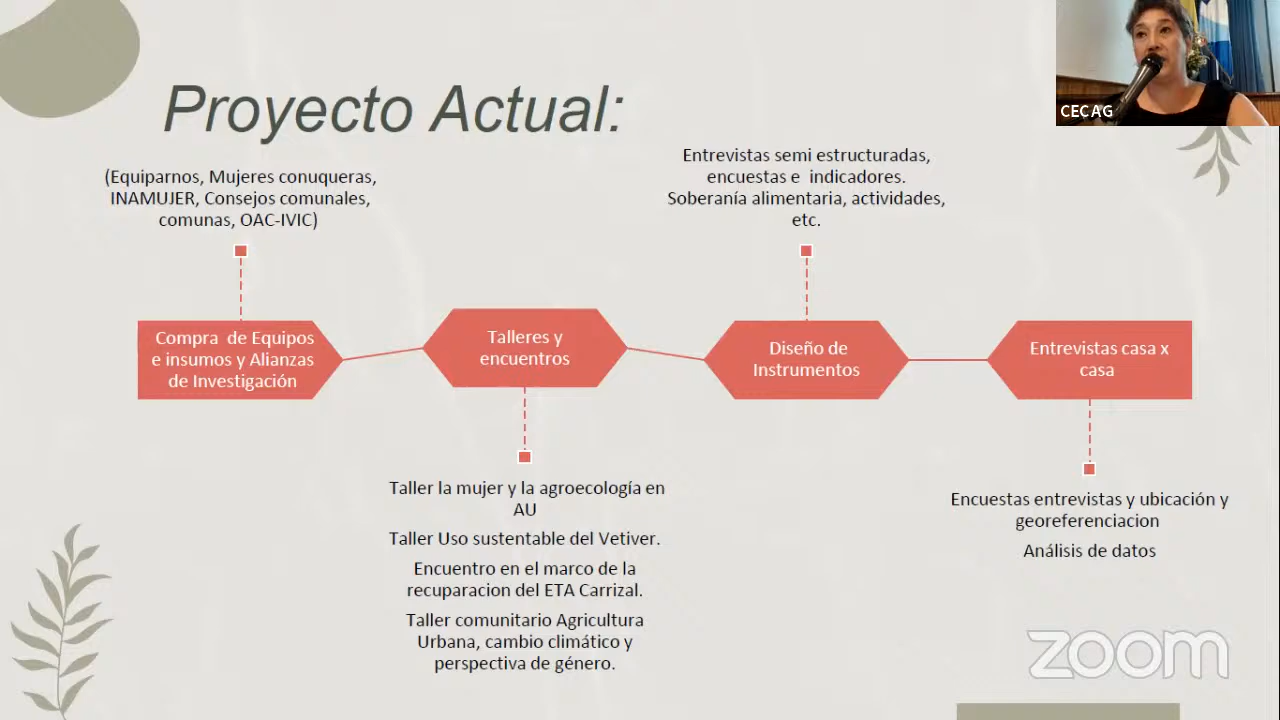 Proyecto Actual:
CECAG
(Equiparnos, Mujeres conuqueras,
INAMUJER, Consejos comunales,
comunas, OAC-IVIC)
Entrevistas semi estructuradas,
encuestas e  indicadores.
Soberanía alimentaria, actividades,
etc.
Compra  de Equipos
e insumos y Alianzas
de Investigación
Talleres y
encuentros
Diseño de
Instrumentos
Entrevistas casa x
casa
Taller la mujer y la agroecología en
AU
Taller Uso sustentable del Vetiver.
Encuentro en el marco de la
recuparacion del ETA Carrizal.
Taller comunitario Agricultura
Urbana, cambio climático y
perspectiva de género.
Encuestas entrevistas y ubicación y
georeferenciacion
Análisis de datos
zoom